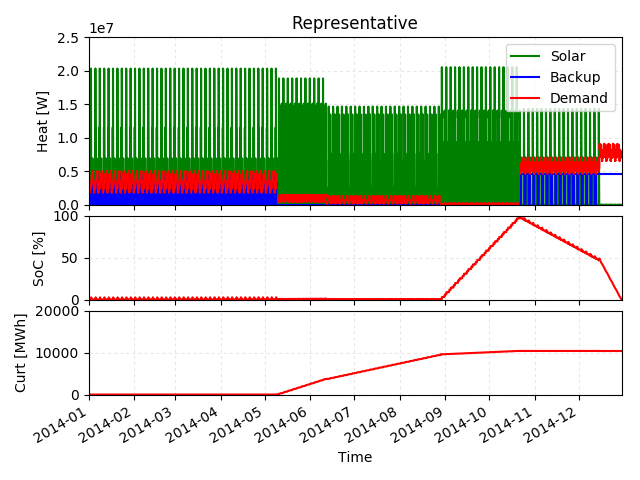 Representative
1e7
Heat [W]
2.5
2.0
1.5
1.0
0.5
0.0
Solar
Backup
Demand
SoC [%]
100
50
0
Curt [MWh]
20000
10000
0
2014-01
2014-02
2014-03
2014-04
2014-05
2014-06
2014-07
2014-08
2014-09
2014-10
2014-11
2014-12
Time